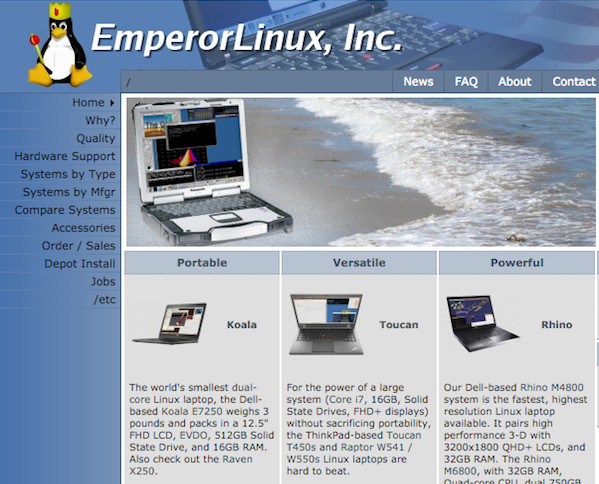 EmperorLinux, Inc.
/
News
FAQ
About
Contact
Home
Why?
Quality
Hardware Support
Systems by Type
Systems by Mfgr
Compare Systems
Accessories
Order / Sales
Depot Install
Jobs
/etc
Panasonic
Portable
Koala
The world's smallest dual-
core Linux laptop, the Dell-
based Koala E7250 weighs 3
pounds and packs in a 12.5"
FHD LCD, EVDO, 512GB Solid
State Drive, and 16GB RAM.
Also check out the Raven
X250.
Versatile
Toucan
For the power of a large
system (Core i7, 16GB, Solid
State Drives, FHD+ displays)
without sacrificing portability,
the ThinkPad-based Toucan
T450s and Raptor W541 /
W550s Linux laptops are
hard to beat.
Powerful
Rhino
Our Dell-based Rhino M4800
system is the fastest, highest
resolution Linux laptop
available. It pairs high
performance 3-D with
3200x1800 QHD+ LCDs, and
32GB RAM. The Rhino
M6800, with 32GB RAM,
Quad-core CPU, dual 750GB